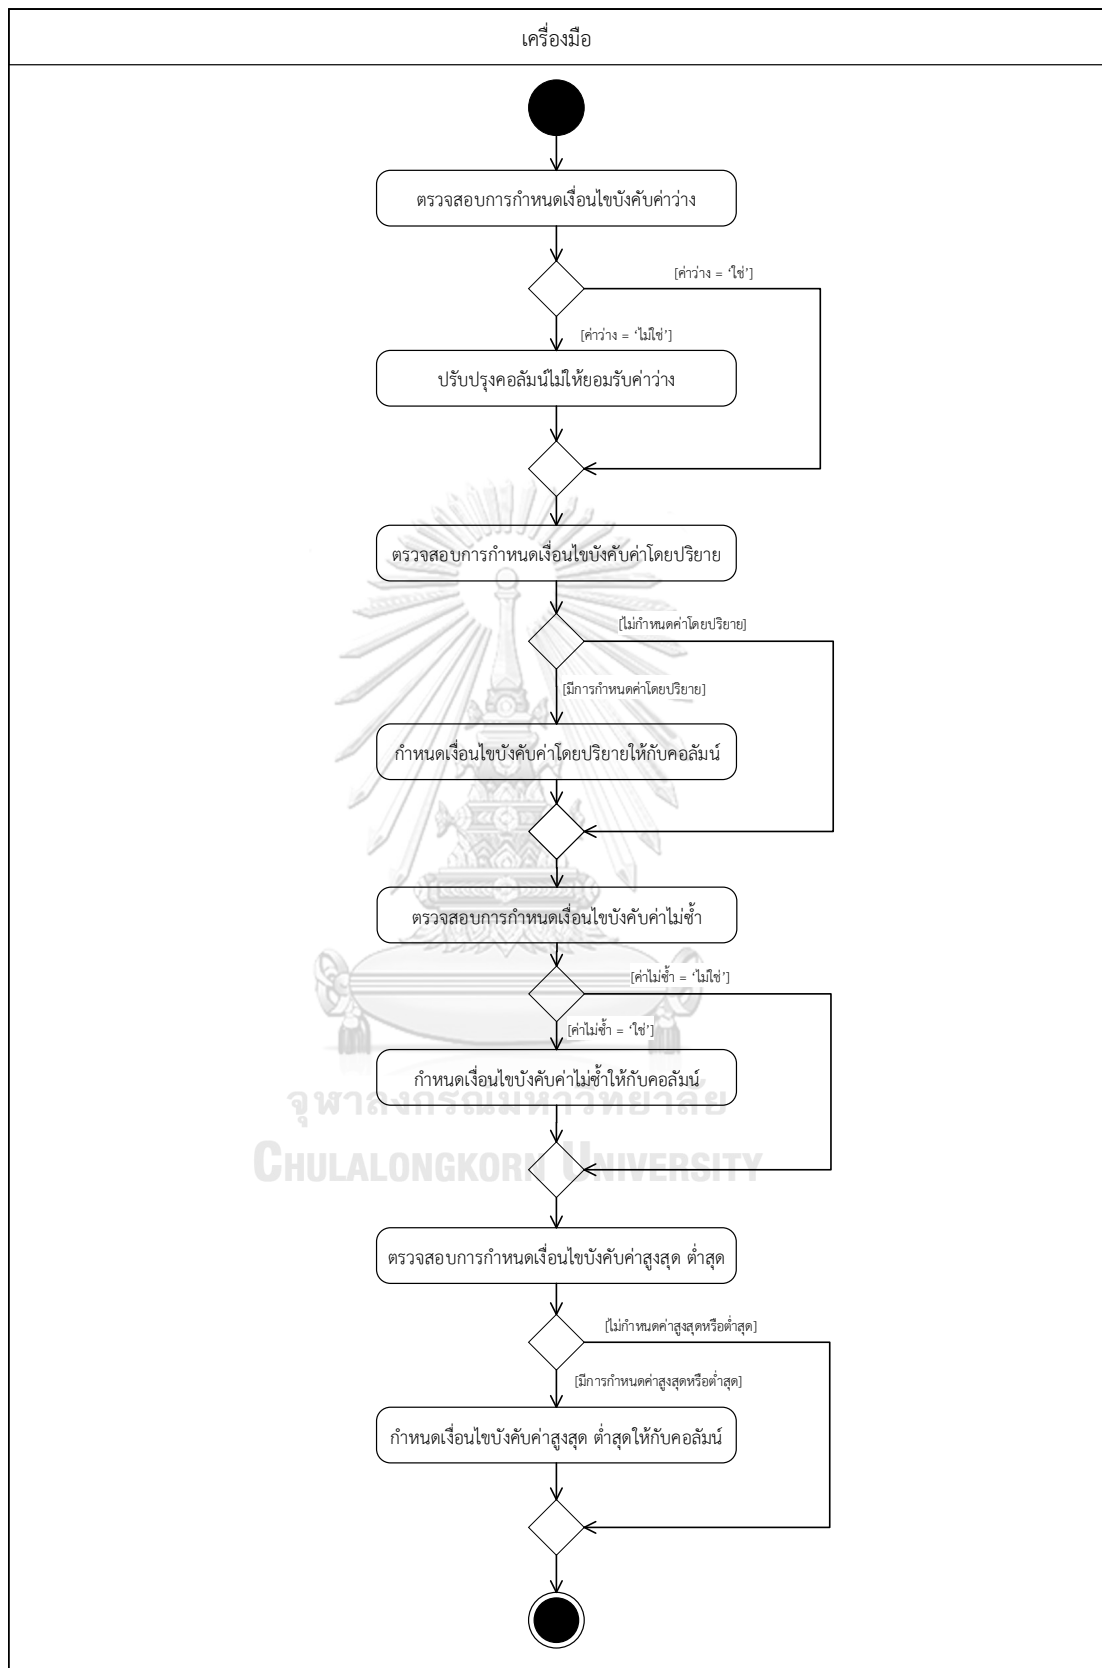 เครื่องมือ
ตรวจสอบการกำหนดเงื่อนไขบังคับค่าว่าง
[ค่าว่าง = ‘ใช่’]
[ค่าว่าง = ‘ไม่ใช่’]
ปรับปรุงคอลัมน์ไม่ให้ยอมรับค่าว่าง
ตรวจสอบการกำหนดเงื่อนไขบังคับค่าโดยปริยาย
[ไม่กำหนดค่าโดยปริยาย]
[มีการกำหนดค่าโดยปริยาย]
กำหนดเงื่อนไขบังคับค่าโดยปริยายให้กับคอลัมน์
ตรวจสอบการกำหนดเงื่อนไขบังคับค่าไม่ซ้ำ
[ค่าไม่ซ้ำ = ‘ไม่ใช่’]
[ค่าไม่ซ้ำ = ‘ใช่’]
กำหนดเงื่อนไขบังคับค่าไม่ซ้ำให้กับคอลัมน์
จุฬาลงกรณ์มหาวิทยาลัย
CHULALONGKORN UNIVERSITY
ตรวจสอบการกำหนดเงื่อนไขบังคับค่าสูงสุด ต่ำสุด
[ไม่กำหนดค่าสูงสุดหรือต่ำสุด]
[มีการกำหนดค่าสูงสุดหรือต่ำสุด]
กำหนดเงื่อนไขบังคับค่าสูงสุด ต่ำสุดให้กับคอลัมน์